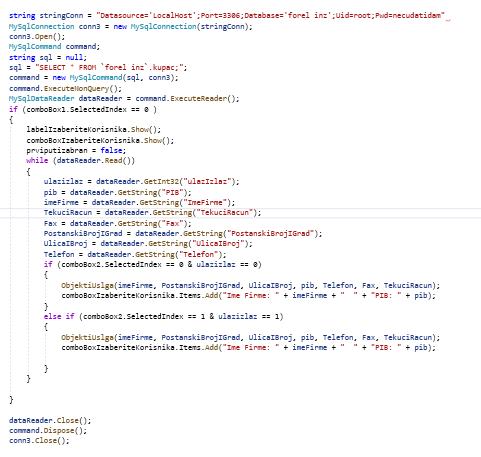 string stringConn = "Datasource='LocalHost';Port=3306;Database='forel inz';Uid=root;Pwd=necudatidam"
MySqlConnection conn3 = new MySqlConnection(stringConn);
conn3.Open();
MySqlCommand command;
string sql = null;
sql = "SELECT * FROM `forel inz`.kupac;";
command = new MySqlCommand(sql, conn3);
command.ExecuteNonQuery();
MySqlDataReader dataReader = command.ExecuteReader();
if (comboBox1.SelectedIndex == 0 )
{
labelIzaberiteKorisnika.Show();
comboBoxIzaberiteKorisnika.Show();
prviputizabran = false;
while (dataReader.Read())
{
ulazizlaz = dataReader.GetInt32("ulazIzlaz");
pib = dataReader.GetString("PIB");
imeFirme = dataReader.GetString("ImeFirme");
TekuciRacun = dataReader.GetString("TekuciRacun");
Fax = dataReader.GetString("Fax");
PostanskiBrojIGrad = dataReader.GetString("PostanskiBrojIGrad");
UlicaIBroj = dataReader.GetString("UlicaIBroj");
Telefon = dataReader.GetString("Telefon");
if (comboBox2.SelectedIndex == 0 & ulazizlaz == 0)
{
ObjektiUslga(imeFirme, PostanskiBrojIGrad, UlicaIBroj, pib, Telefon, Fax, TekuciRacun);
comboBoxIzaberiteKorisnika.Items.Add("Ime Firme: " + imeFirme + "  " + "PIB: " + pib);
}
else if (comboBox2.SelectedIndex == 1 & ulazizlaz == 1)
{
ObjektiUslga(imeFirme, PostanskiBrojIGrad, UlicaIBroj, pib, Telefon, Fax, TekuciRacun);
comboBoxIzaberiteKorisnika.Items.Add("Ime Firme: " + imeFirme + "  " + "PIB: " + pib);
}
}
}
dataReader.Close();
command.Dispose();
conn3.Close();